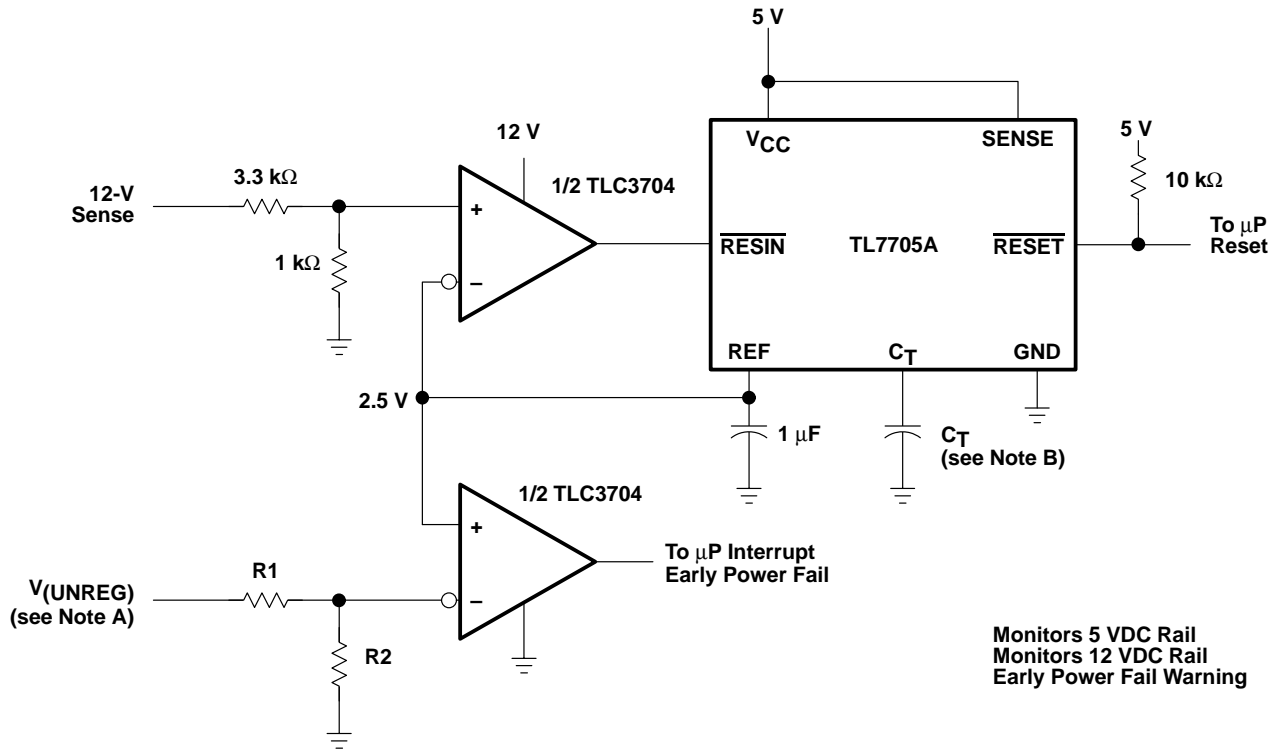 5 V
12 V
VCC
SENSE
5 V
3.3 kΩ
1/2 TLC3704
10 kΩ
12-V
Sense
+
1 kΩ
RESIN
TL7705A
RESET
To μP
Reset
–
REF
CT
GND
2.5 V
1 μF
CT
(see Note B)
1/2 TLC3704
+
To μP Interrupt
Early Power Fail
V(UNREG)
(see Note A)
R1
–
R2
Monitors 5 VDC Rail
Monitors 12 VDC Rail
Early Power Fail Warning